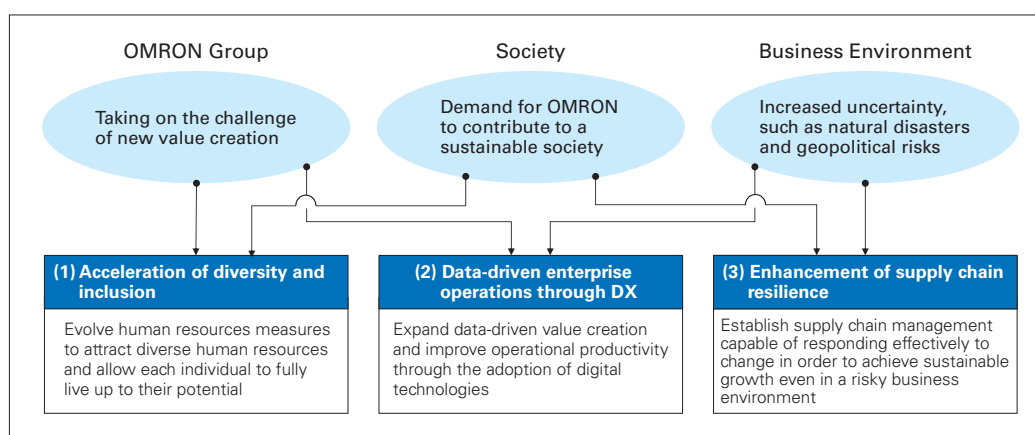 OMRON Group
Taking on the challenge
of new value creation
Society
Demand for OMRON
to contribute to a
sustainable society
Business Environment
Increased uncertainty,
such as natural disasters
and geopolitical risks
(1) Acceleration of diversity and
inclusion
Evolve human resources measures
to attract diverse human resources
and allow each individual to fully
live up to their potential
(2) Data-driven enterprise
operations through DX
Expand data-driven value creation
and improve operational productivity
through the adoption of digital
technologies
(3) Enhancement of supply chain
resilience
Establish supply chain management
capable of responding effectively to
change in order to achieve sustainable
growth even in a risky business
environment